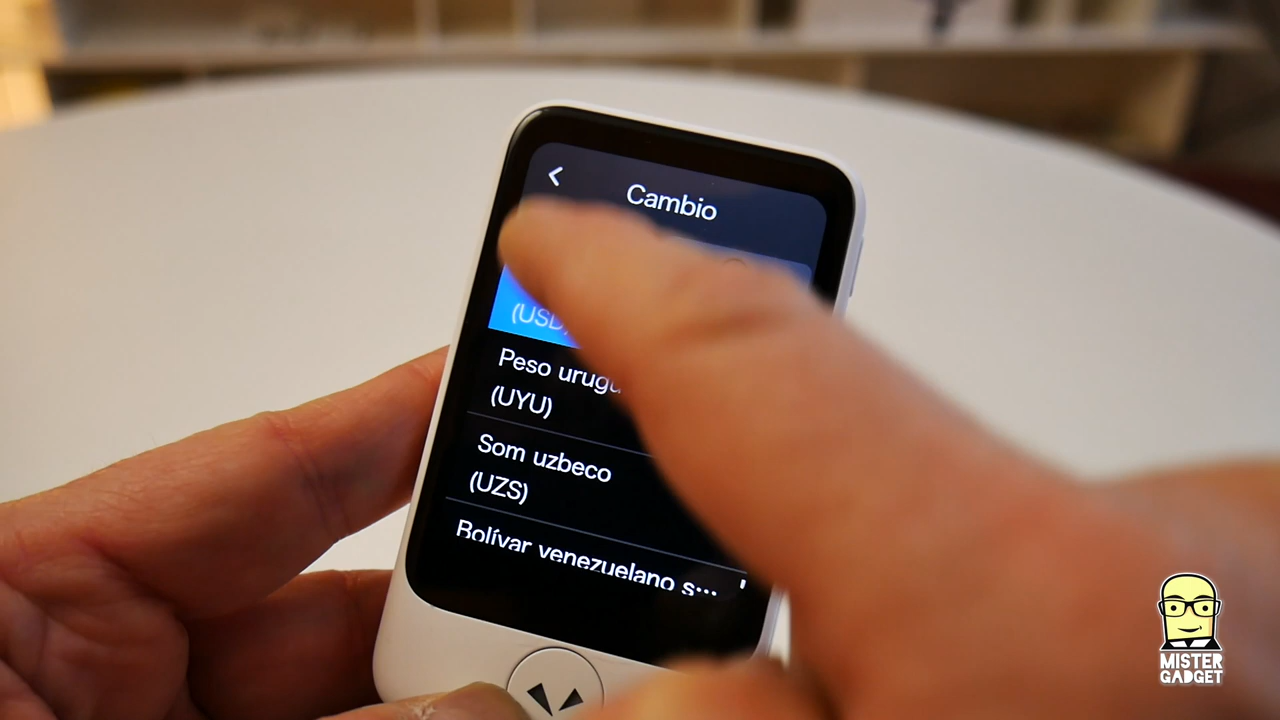 Cambio
(USD)
Peso urugu
(UYU)
Som uzbeco
(UZS)
Bolívar venezuelano s...
MISTER
GADGET